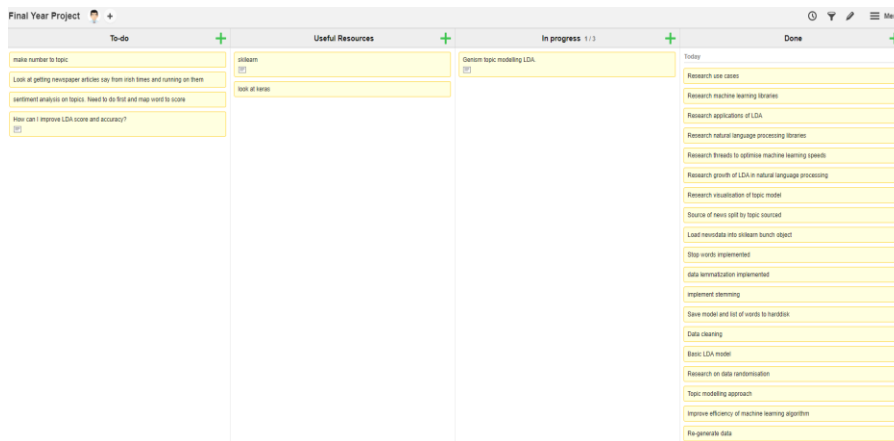 Final Year Project
Me
To-do
make number to topic
Look at getting newspaper articles say from irish times and running on them
sentiment analysis on topics. Need to do first and map word to score
How can I improve LDA score and accuracy?
Useful Resources
sklearn
look at keras
In progress 1 / 3
Genism topic modelling LDA.
Done
Today
Research use cases
Research machine learning libraries
Research applications of LDA
Research natural language processing libraries
Research threads to optimise machine learning speeds
Research growth of LDA in natural language processing
Research visualisation of topic model
Source of news split by topic sourced
Load newsdata into sklearn bunch object
Stop words implemented
data lemmatization implemented
implement stemming
Save model and list of words to harddisk
Data cleaning
Basic LDA model
Research on data randomisation
Topic modelling approach
Improve efficiency of machine learning algorithm
Re-generate data